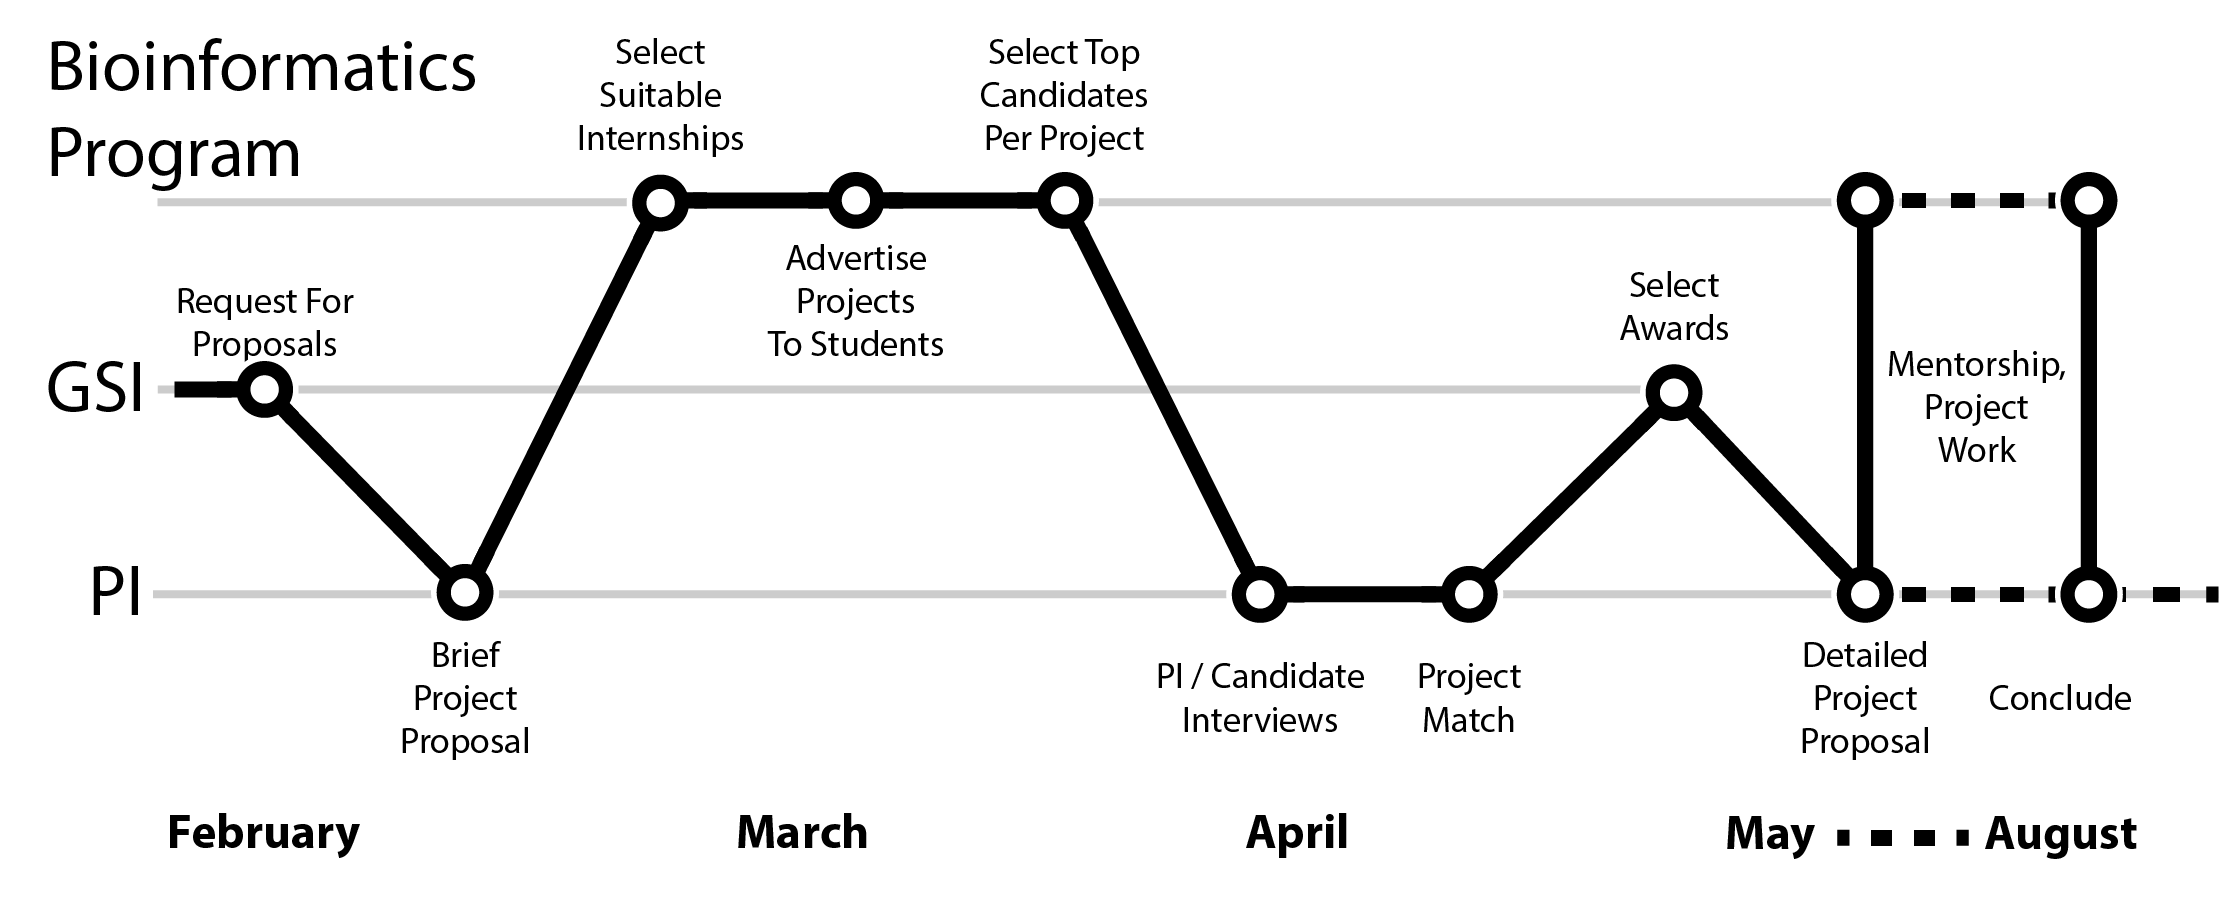 Bioinformatics
Program
Select
Suitable
Internships
Select Top
Candidates
Per Project
Advertise
Projects
To Students
Request For
Proposals
Select
Awards
GSI
Mentorship,
Project
Work
PI
Brief
Project
Proposal
PI / Candidate
Interviews
Project
Match
Detailed
Project
Proposal
Conclude
February
March
April
May
August